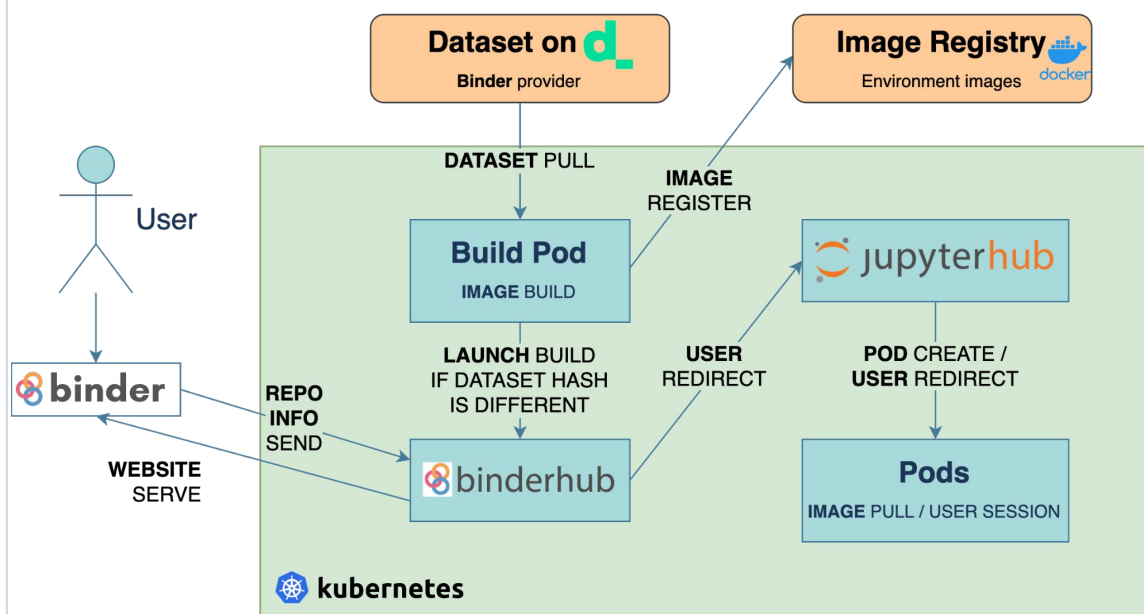 Dataset on d_
Binder provider
Image Registry
docker
Environment images
DATASET PULL
IMAGE
REGISTER
User
Build Pod
IMAGE BUILD
jupyterhub
LAUNCH BUILD
IF DATASET HASH
IS DIFFERENT
USER
REDIRECT
POD CREATE /
USER REDIRECT
binder
REPO
INFO
SEND
WEBSITE
SERVE
binderhub
Pods
IMAGE PULL / USER SESSION
kubernetes